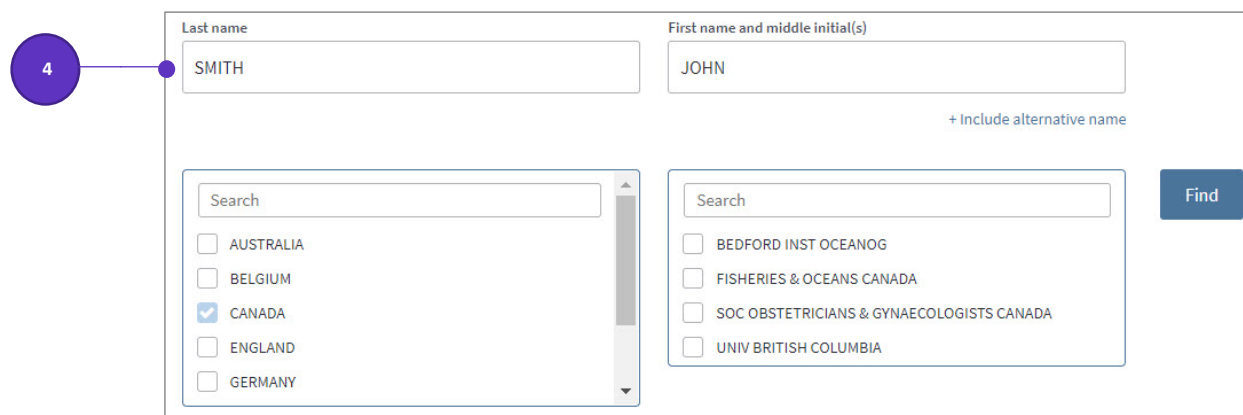 Last name
First name and middle initial(s)
4
SMITH
JOHN
+ Include alternative name
Search
AUSTRALIA
BELGIUM
CANADA
ENGLAND
GERMANY
Search
BEDFORD INST OCEANOG
FISHERIES & OCEANS CANADA
SOC OBSTETRICIANS & GYNAECOLOGISTS CANADA
UNIV BRITISH COLUMBIA
Find